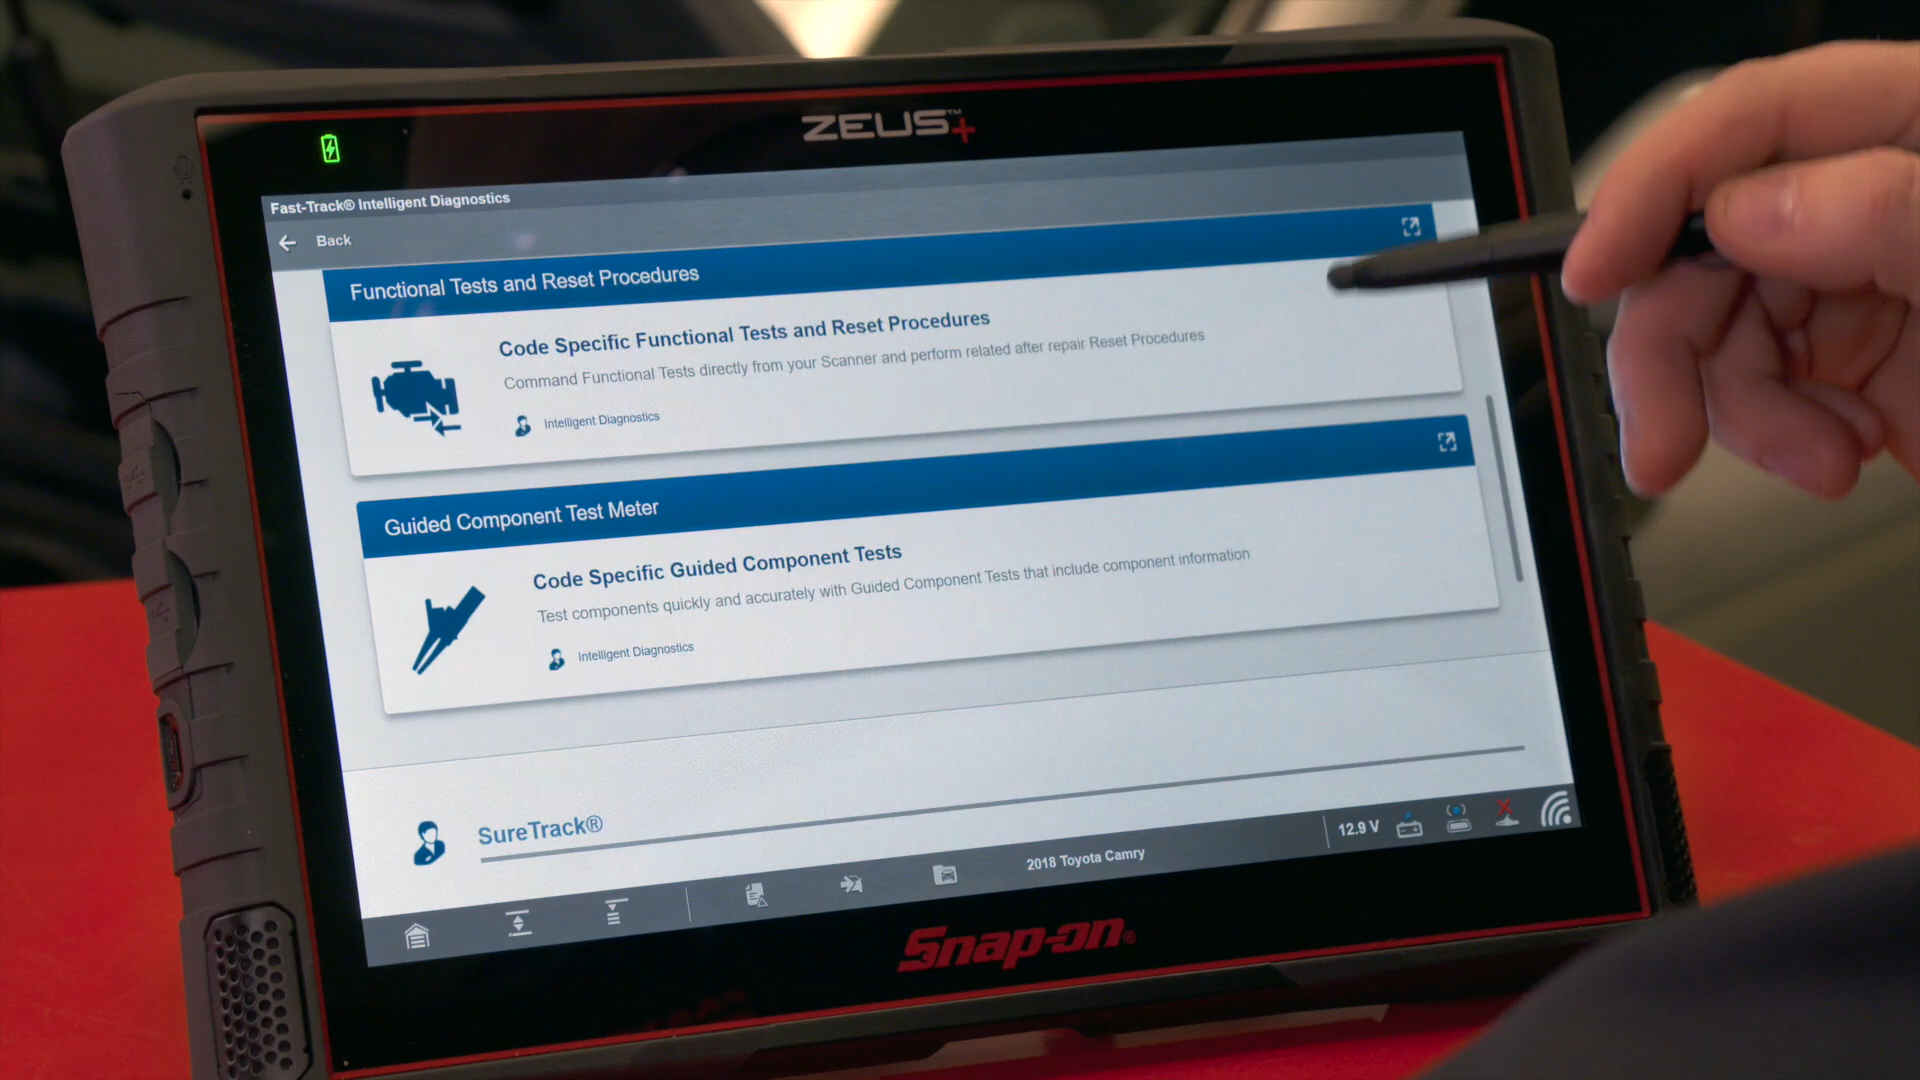 ZEUS™+
Fast-Track® Intelligent Diagnostics
Back
Functional Tests and Reset Procedures
Code Specific Functional Tests and Reset Procedures
Command Functional Tests directly from your Scanner and perform related after repair Reset Procedures
Intelligent Diagnostics
Guided Component Test Meter
Code Specific Guided Component Tests
Test components quickly and accurately with Guided Component Tests that include component information
Intelligent Diagnostics
SureTrack®
2018 Toyota Camry
12.9 V
Snap-on®